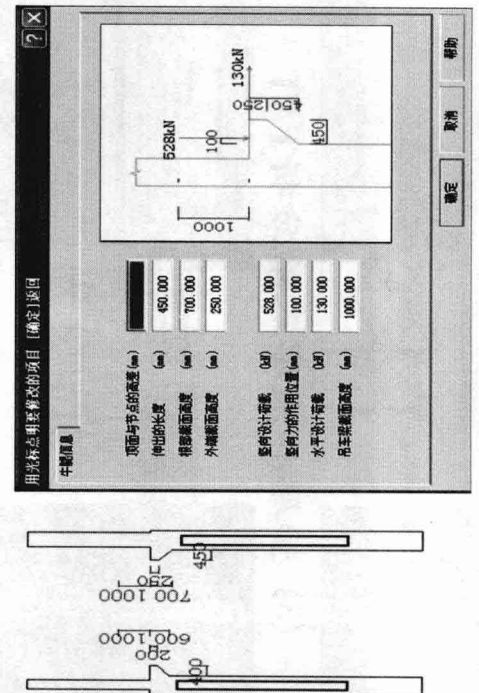 用光标点明要修改的项目 [确定]返回
? X
牛腿信息
顶面与节点的高差(mm)
伸出的长度 (mm) 450.000
根部截面高度 (mm) 700.000
外端截面高度 (mm) 250.000
竖向设计荷载 (kN) 528.000
竖向力的作用位置(mm) 100.000
水平设计荷载 (kN) 130.000
吊车梁截面高度 (mm) 1000.000
528kN
130kN
100
1000
250
450
450
确定
取消
帮助
1000
700
250
450
1000
600
200
400